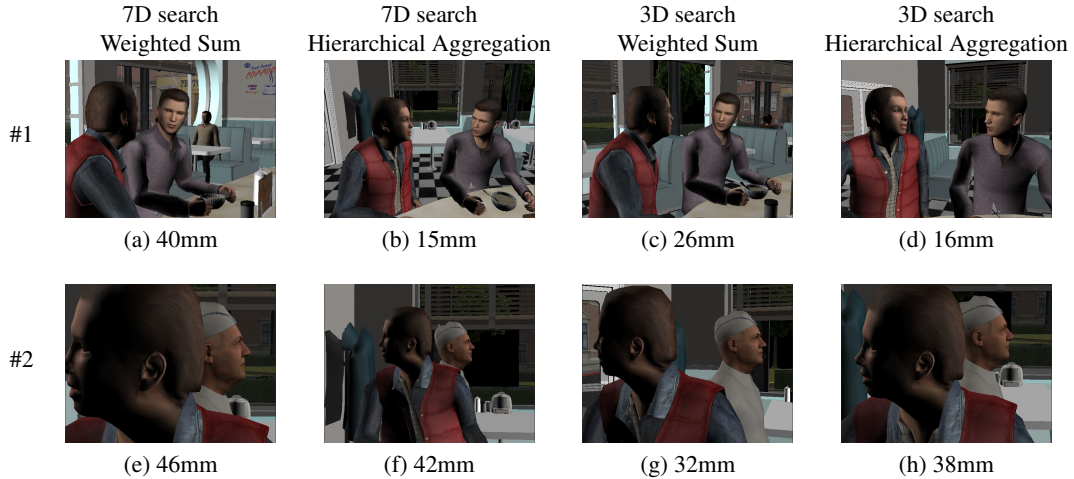 7D search
Weighted Sum
7D search
Hierarchical Aggregation
3D search
Weighted Sum
3D search
Hierarchical Aggregation
#1
(a) 40mm
(b) 15mm
(c) 26mm
(d) 16mm
#2
(e) 46mm
(f) 42mm
(g) 32mm
(h) 38mm